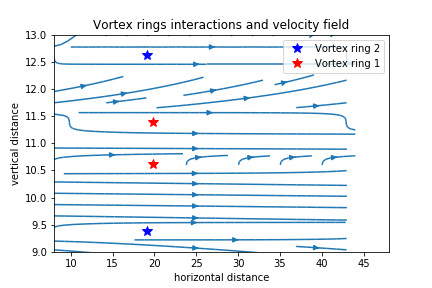 Vortex rings interactions and velocity field
Vortex ring 2
Vortex ring 1
vertical distance
13.0
12.5
12.0
11.5
11.0
10.5
10.0
9.5
9.0
10 15 20 25 30 35 40 45
horizontal distance